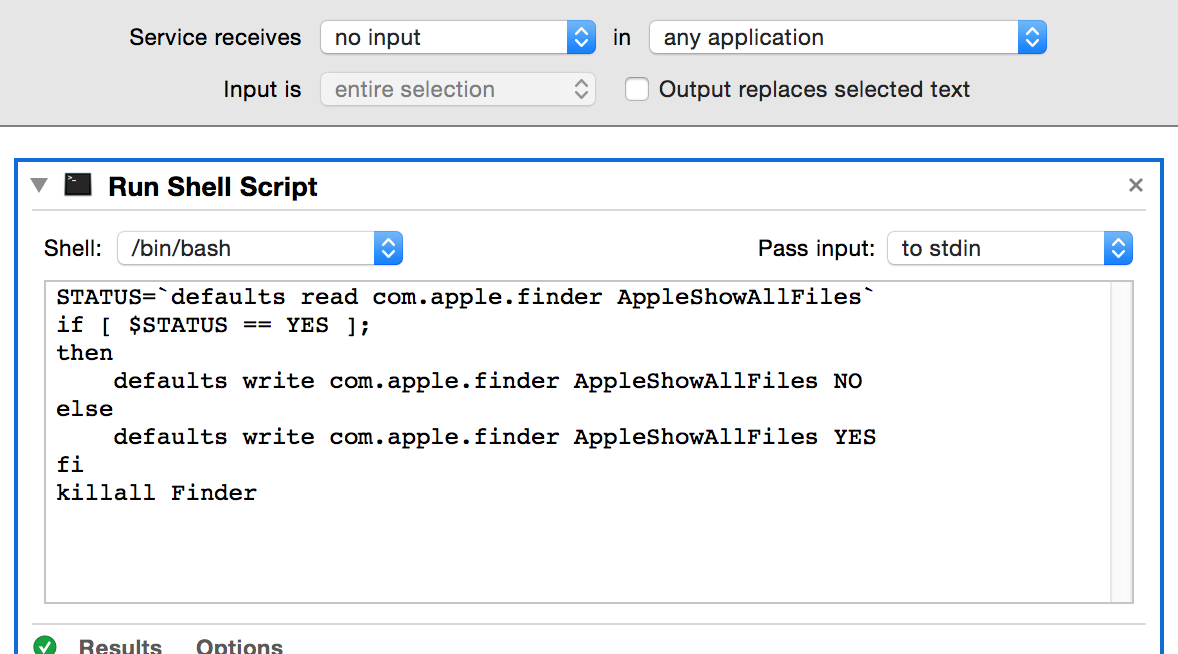 Service receives no input in any application
Input is entire selection Output replaces selected text
Run Shell Script
Shell: /bin/bash Pass input: to stdin
STATUS=`defaults read com.apple.finder AppleShowAllFiles`
if [ $STATUS == YES ];
then
    defaults write com.apple.finder AppleShowAllFiles NO
else
    defaults write com.apple.finder AppleShowAllFiles YES
fi
killall Finder
Results Options